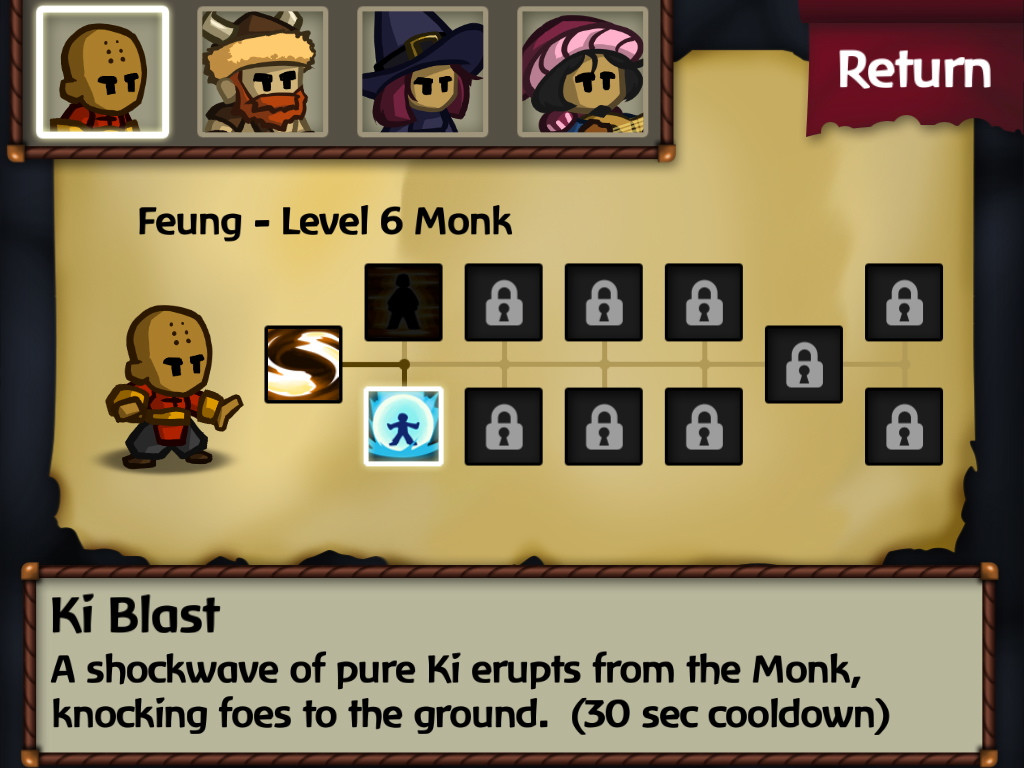 Return
Feung - Level 6 Monk
Ki Blast
A shockwave of pure Ki erupts from the Monk,
knocking foes to the ground. (30 sec cooldown)